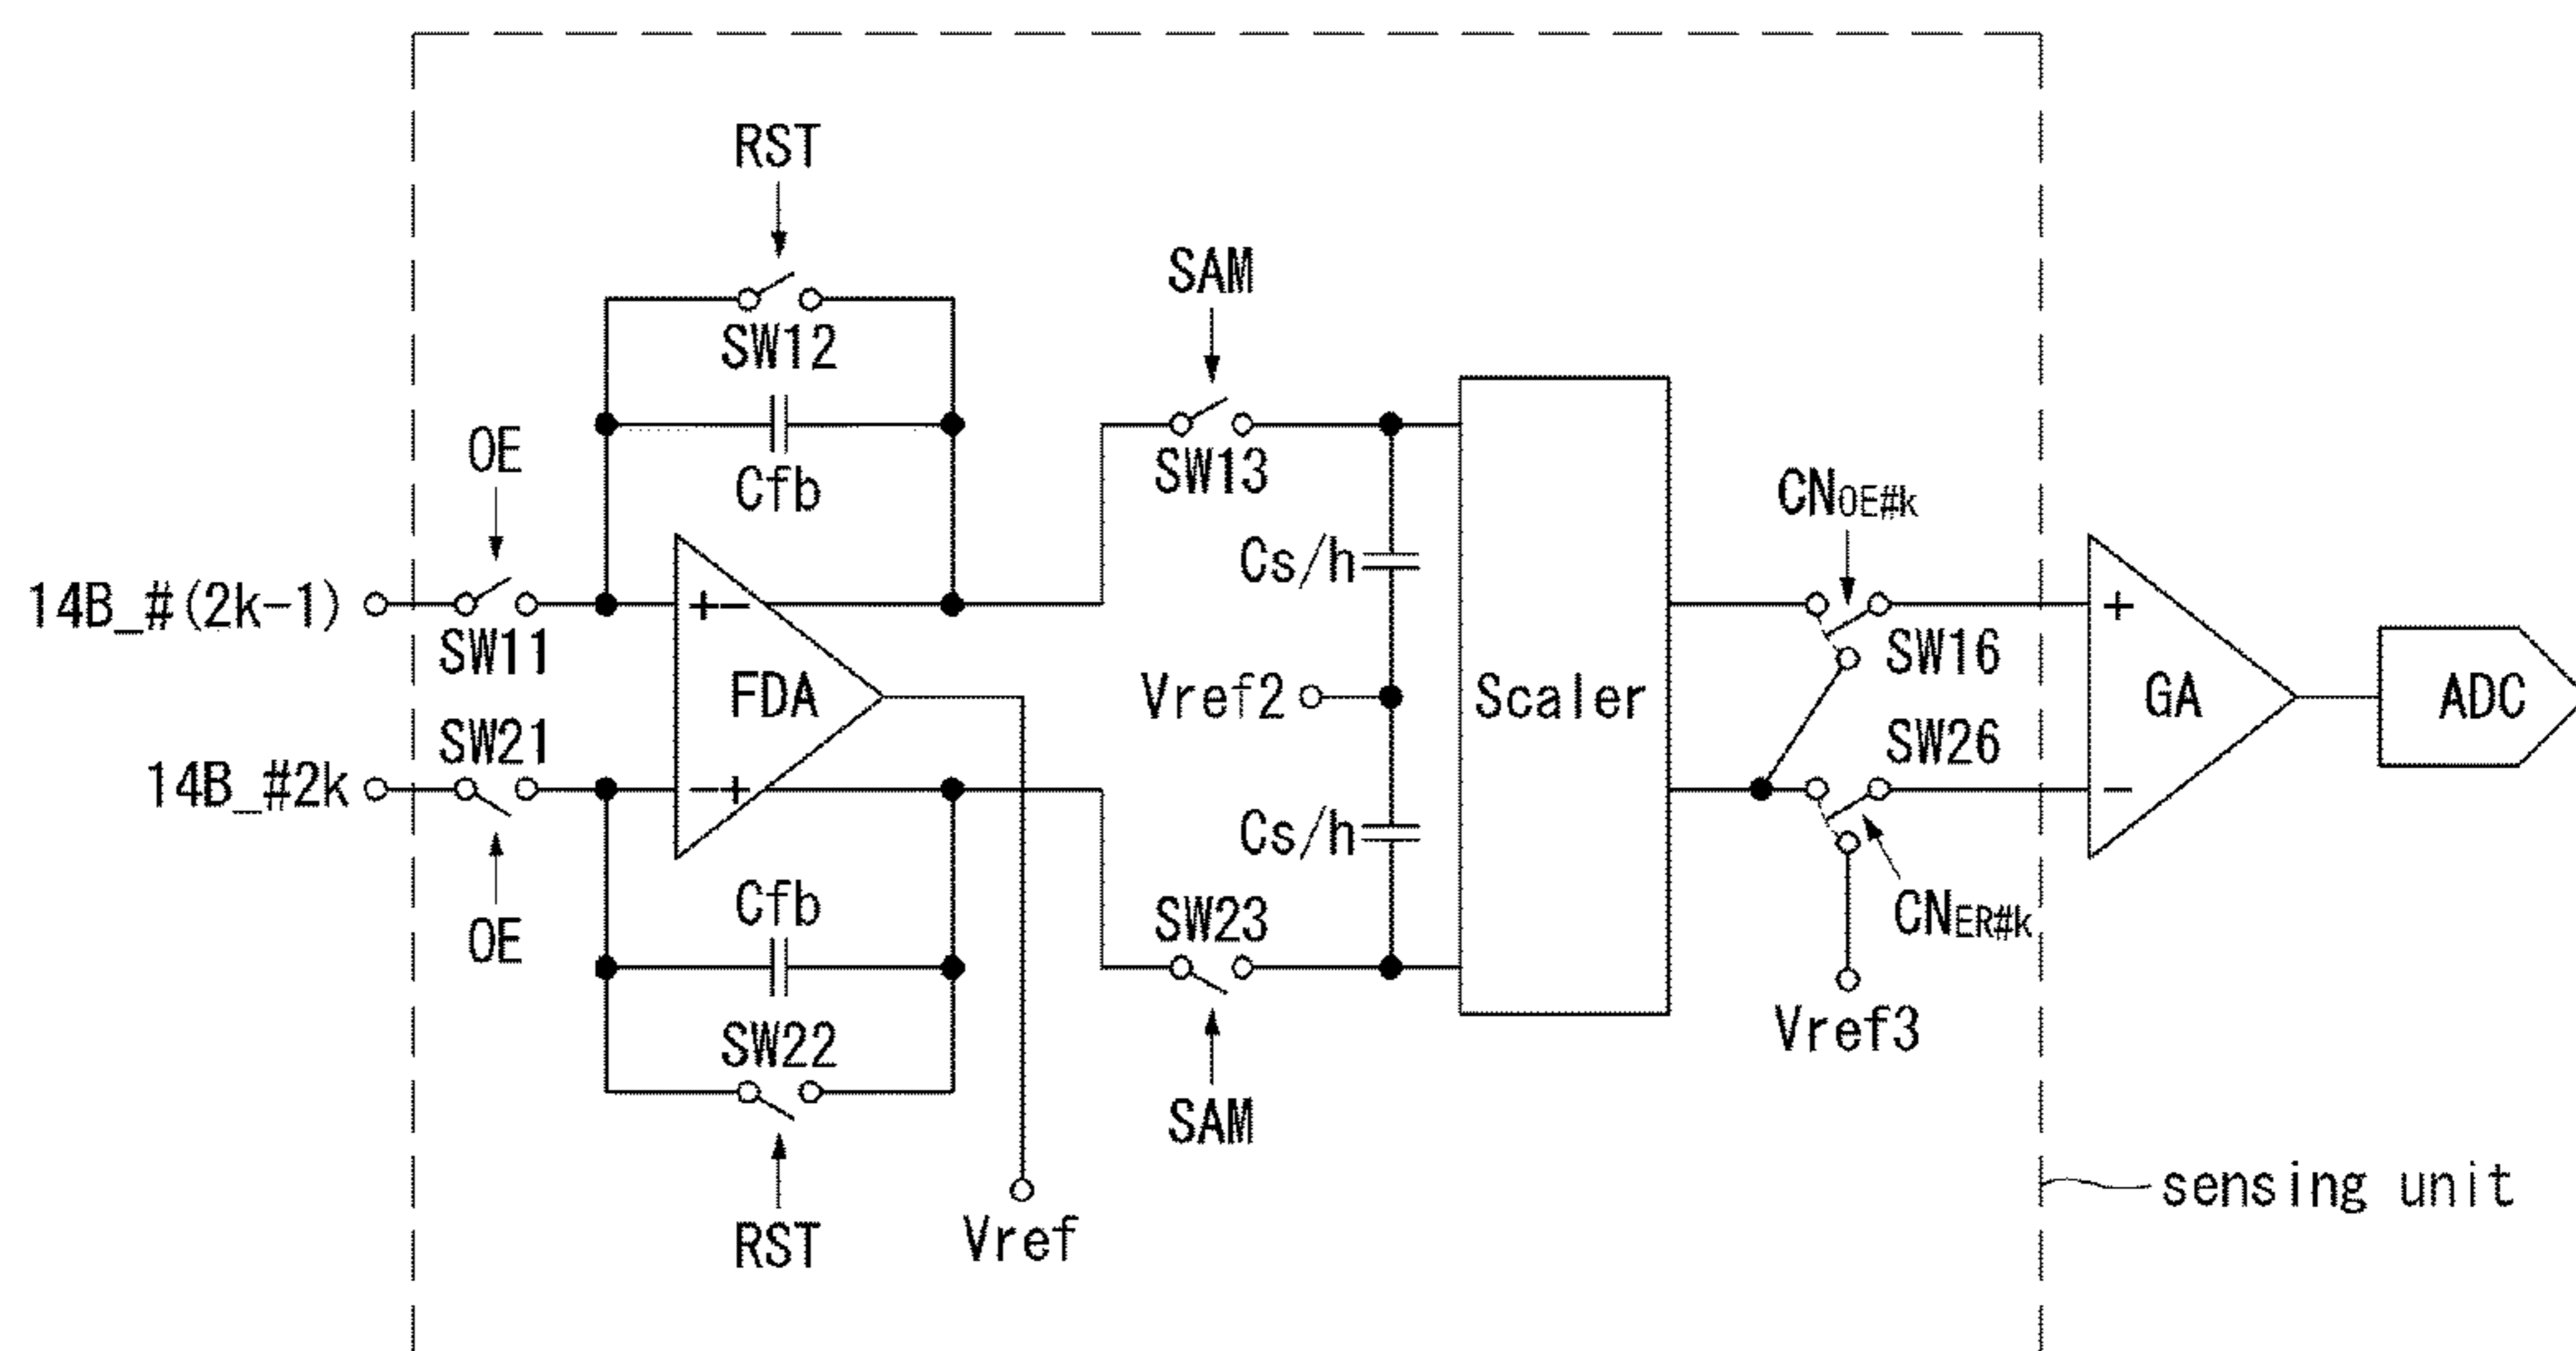 RST
SW12
Cfb
OE
SAM
SW13
CNOE#k
14B_#(2k-1)
SW11
+-
Cs/h
SW16
+
FDA
Vref2
Scaler
GA
ADC
SW21
SW26
14B_#2k
-+
-
OE
Cfb
Cs/h
SW23
CNER#k
SW22
Vref3
SAM
RST
Vref
sensing unit